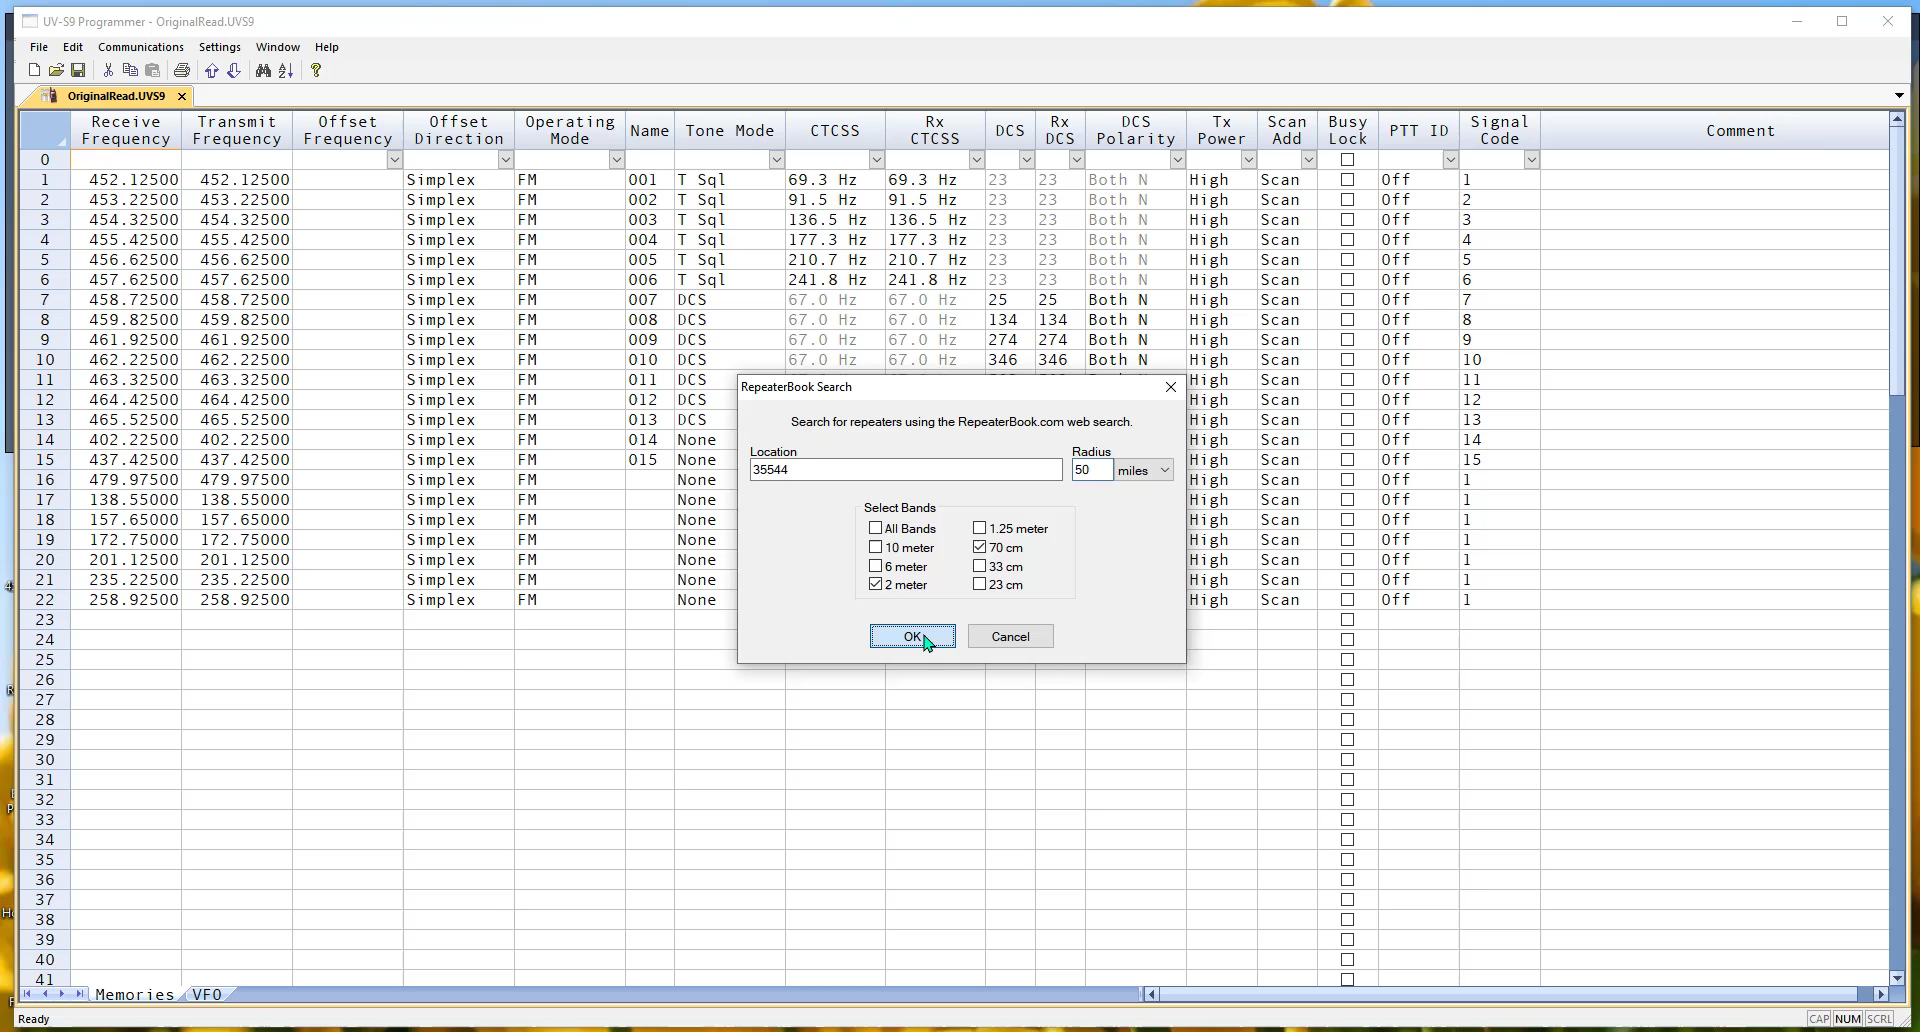 UV-S9 Programmer - OriginalRead.UVS9
File Edit Communications Settings Window Help
OriginalRead.UVS9
Receive Frequency Transmit Frequency Offset Frequency Offset Direction Operating Mode Name Tone Mode CTCSS Rx CTCSS DCS Rx DCS DCS Polarity Tx Power Scan Add Busy Lock PTT ID Signal Code Comment
0
1 452.12500 452.12500 Simplex FM 001 T Sql 69.3 Hz 69.3 Hz 23 23 Both N High Scan Off 1
2 453.22500 453.22500 Simplex FM 002 T Sql 91.5 Hz 91.5 Hz 23 23 Both N High Scan Off 2
3 454.32500 454.32500 Simplex FM 003 T Sql 136.5 Hz 136.5 Hz 23 23 Both N High Scan Off 3
4 455.42500 455.42500 Simplex FM 004 T Sql 177.3 Hz 177.3 Hz 23 23 Both N High Scan Off 4
5 456.62500 456.62500 Simplex FM 005 T Sql 210.7 Hz 210.7 Hz 23 23 Both N High Scan Off 5
6 457.62500 457.62500 Simplex FM 006 T Sql 241.8 Hz 241.8 Hz 23 23 Both N High Scan Off 6
7 458.72500 458.72500 Simplex FM 007 DCS 67.0 Hz 67.0 Hz 25 25 Both N High Scan Off 7
8 459.82500 459.82500 Simplex FM 008 DCS 67.0 Hz 67.0 Hz 134 134 Both N High Scan Off 8
9 461.92500 461.92500 Simplex FM 009 DCS 67.0 Hz 67.0 Hz 274 274 Both N High Scan Off 9
10 462.22500 462.22500 Simplex FM 010 DCS 67.0 Hz 67.0 Hz 346 346 Both N High Scan Off 10
11 463.32500 463.32500 Simplex FM 011 DCS High Scan Off 11
12 464.42500 464.42500 Simplex FM 012 DCS High Scan Off 12
13 465.52500 465.52500 Simplex FM 013 DCS High Scan Off 13
14 402.22500 402.22500 Simplex FM 014 None High Scan Off 14
15 437.42500 437.42500 Simplex FM 015 None High Scan Off 15
16 479.97500 479.97500 Simplex FM None High Scan Off 1
17 138.55000 138.55000 Simplex FM None High Scan Off 1
18 157.65000 157.65000 Simplex FM None High Scan Off 1
19 172.75000 172.75000 Simplex FM None High Scan Off 1
20 201.12500 201.12500 Simplex FM None High Scan Off 1
21 235.22500 235.22500 Simplex FM None High Scan Off 1
22 258.92500 258.92500 Simplex FM None High Scan Off 1
23
24
25
26
27
28
29
30
31
32
33
34
35
36
37
38
39
40
41
RepeaterBook Search
Search for repeaters using the RepeaterBook.com web search.
Location Radius
35544 50 miles
Select Bands
All Bands 1.25 meter
10 meter 70 cm
6 meter 33 cm
2 meter 23 cm
OK Cancel
Memories VFO
Ready CAP NUM SCRL